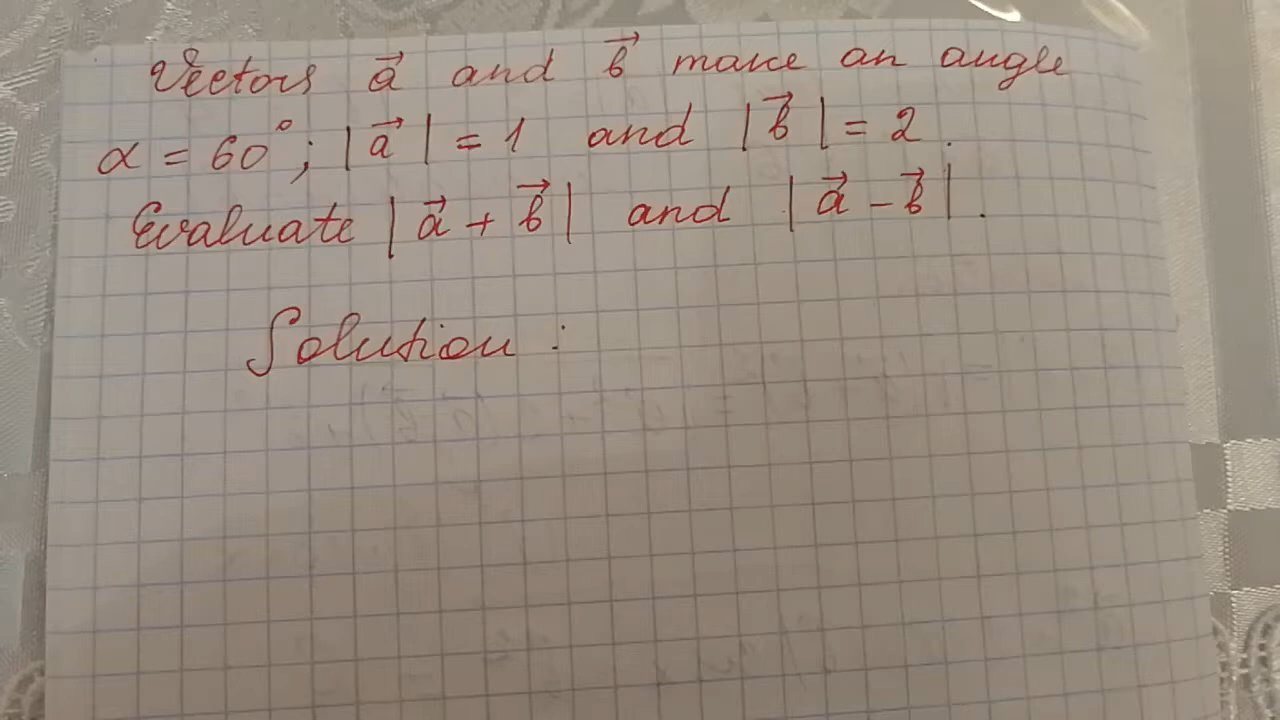 Vectors a⃗ and b⃗ make an angle
α = 60°; |a⃗| = 1 and |b⃗| = 2.
Evaluate |a⃗ + b⃗| and |a⃗ - b⃗|.
Solution: